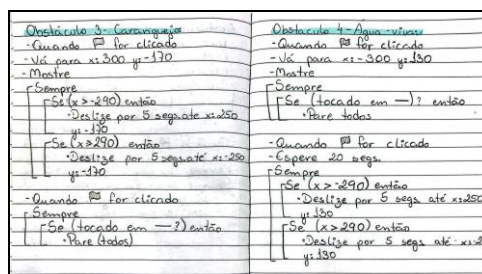 Obstáculo 3 - Caranguejo
- Quando for clicado
- Vá para x: 300 y: -170
- Mostre
Sempre
Se (x > -290) então
• Deslize por 5 segs. até x: 250
y: -170
Se (x > 290) então
• Deslize por 5 segs. até x: -250
y: -170
- Quando for clicado
Sempre
Se (tocado em — ?) então
• Pare (todos)
Obstáculo 4 - Água-viva
- Quando for clicado
- Vá para x: -300 y: 130
- Mostre
Sempre
Se (tocado em —)? então
• Pare todos
- Quando for clicado
- Espere 20 segs.
Sempre
Se (x > -290) então
• Deslize por 5 segs até x: 250
y: 130
Se (x > 290) então
• Deslize por 5 segs até x: -2
y: 130